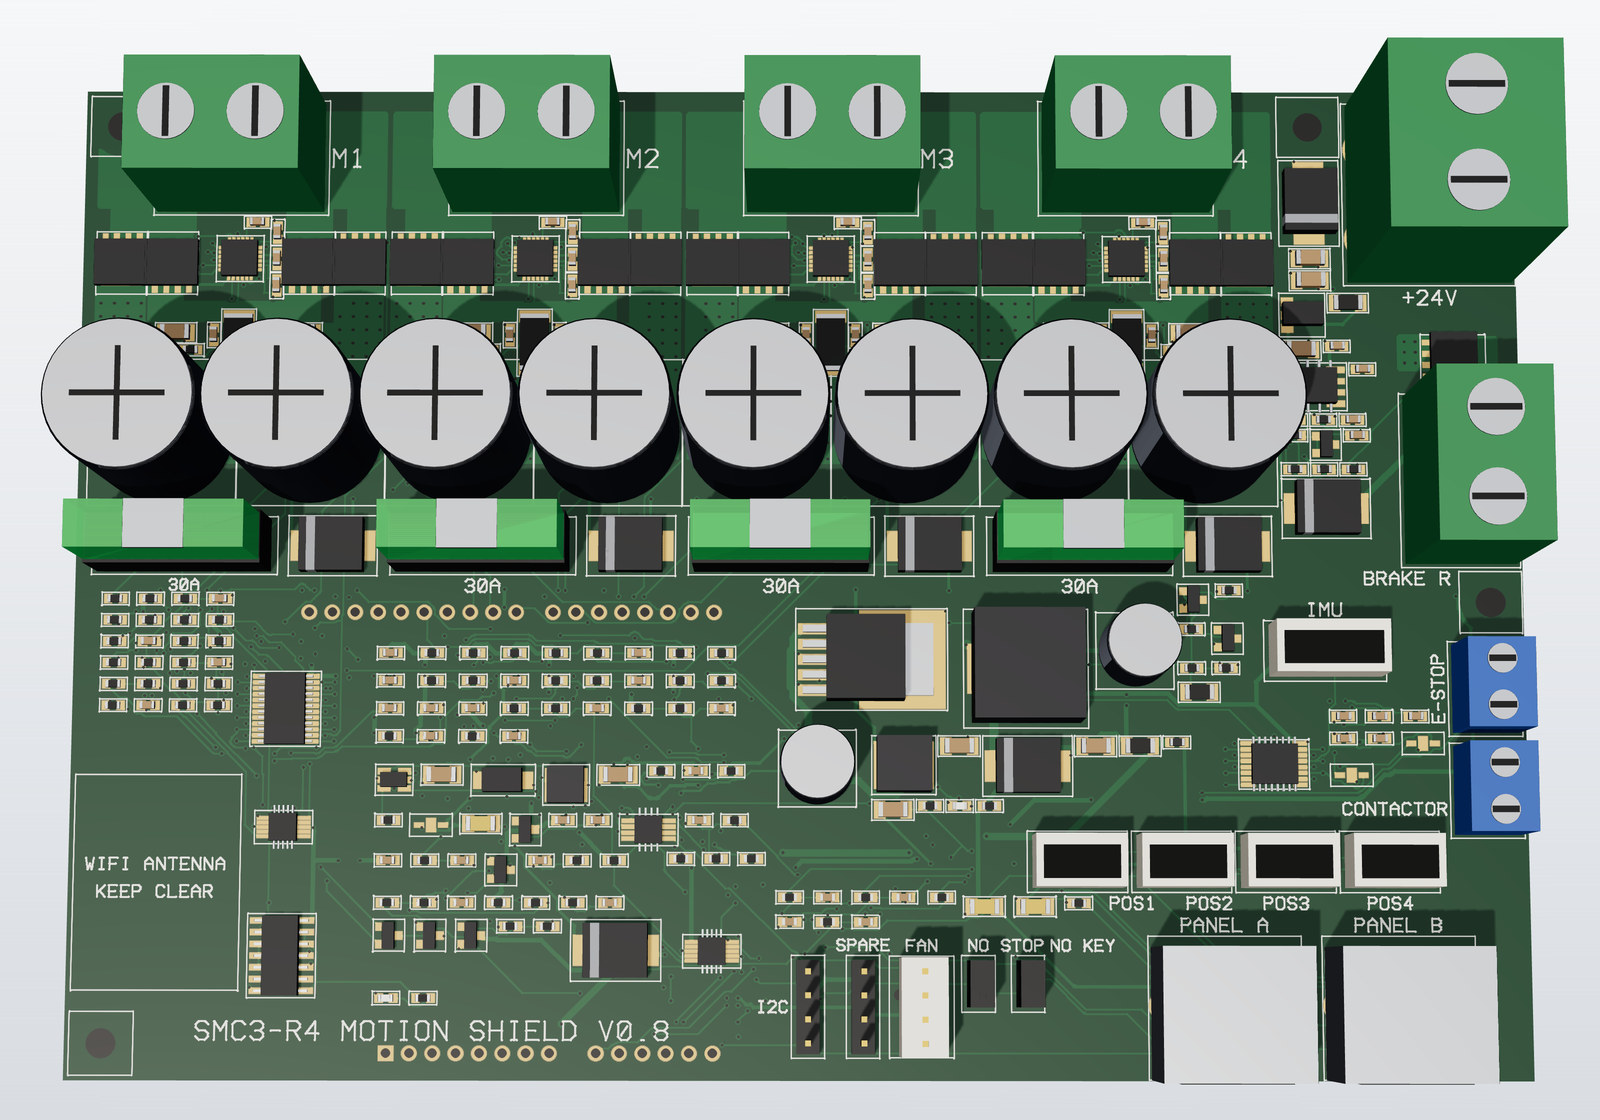 M1
M2
M3
4
+24V
30A
30A
30A
30A
BRAKE R
IMU
E-STOP
CONTACTOR
WIFI ANTENNA
KEEP CLEAR
POS1
POS2
POS3
POS4
PANEL A
PANEL B
SPARE
FAN
NO STOP
NO KEY
I2C
SMC3-R4 MOTION SHIELD V0.8